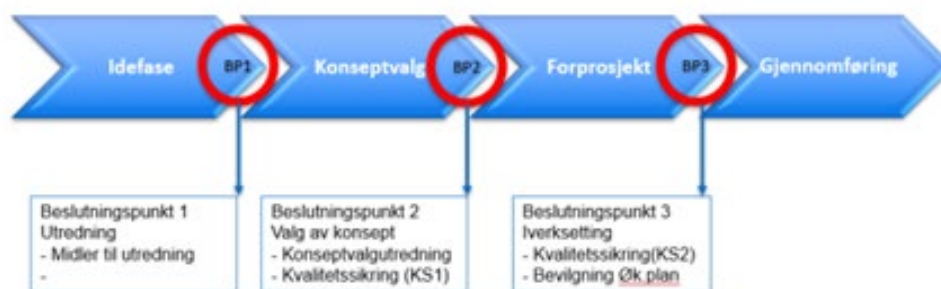 Idefase
BP1
Konseptvalg
BP2
Forprosjekt
BP3
Gjennomføring
Beslutningspunkt 1
Utredning
- Midler til utredning
-
Beslutningspunkt 2
Valg av konsept
- Konseptvalgutredning
- Kvalitetssikring (KS1)
Beslutningspunkt 3
Iverksetting
- Kvalitetssikring(KS2)
- Bevilgning Øk plan